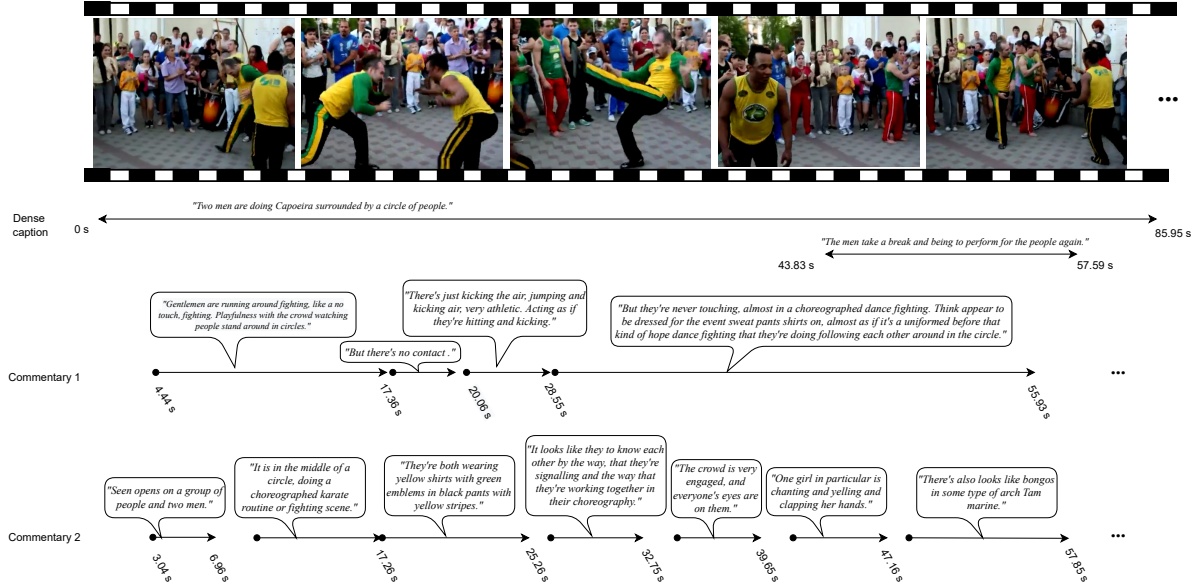 "Two men are doing Capoeira surrounded by a circle of people."
Dense
caption
0 s
85.95 s
"The men take a break and being to perform for the people again."
43.83 s
57.59 s
"Gentlemen are running around fighting, like a no
touch, fighting. Playfulness with the crowd watching
people stand around in circles."
"But there's no contact ."
"There's just kicking the air, jumping and
kicking air, very athletic. Acting as if
they're hitting and kicking."
"But they're never touching, almost in a choreographed dance fighting. Think appear to
be dressed for the event sweat pants shirts on, almost as if it's a uniformed before that
kind of hope dance fighting that they're doing following each other around in the circle."
Commentary 1
4.44 s
17.36 s
20.06 s
28.55 s
55.93 s
"Seen opens on a group of
people and two men."
"It is in the middle of a
circle, doing a
choreographed karate
routine or fighting scene."
"They're both wearing
yellow shirts with green
emblems in black pants with
yellow stripes."
"It looks like they to know each
other by the way, that they're
signalling and the way that
they're working together in
their choreography."
"The crowd is very
engaged, and
everyone's eyes are
on them."
"One girl in particular is
chanting and yelling and
clapping her hands."
"There's also looks like bongos
in some type of arch Tam
marine."
Commentary 2
3.04 s
6.96 s
17.26 s
25.26 s
32.75 s
39.65 s
47.16 s
57.85 s